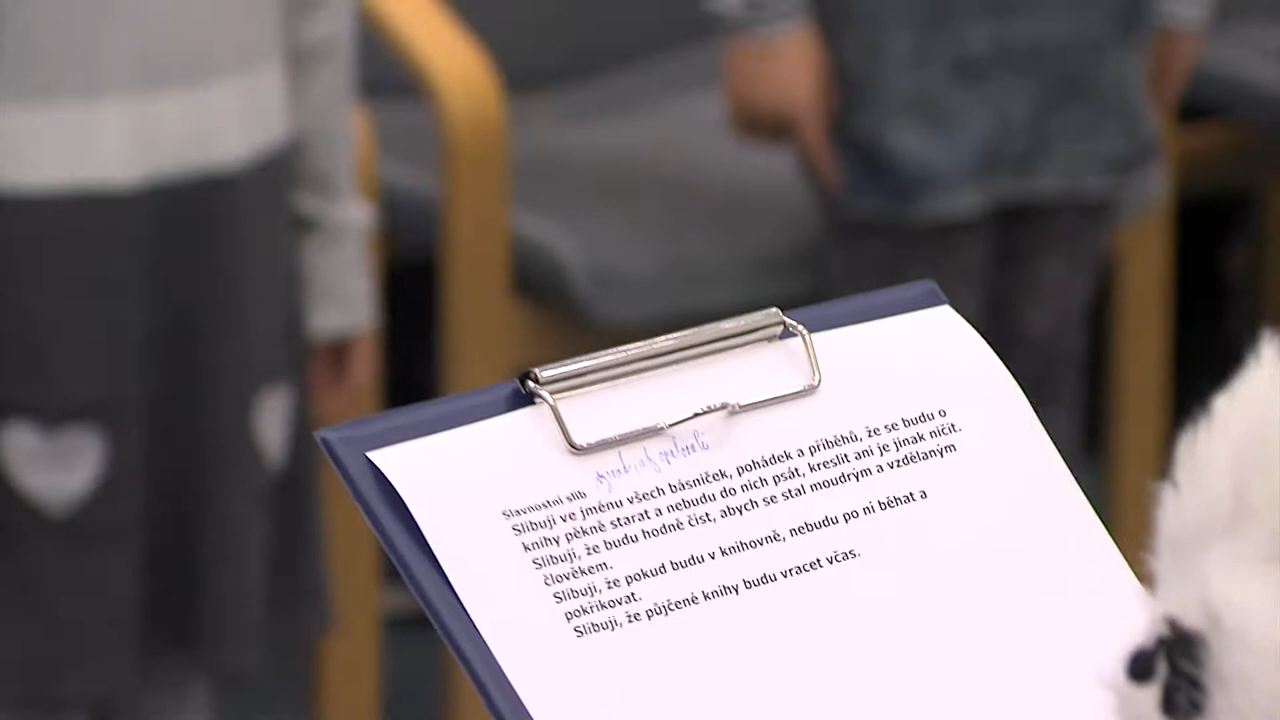 Slavnostní slib
Slibuji ve jménu všech básniček, pohádek a příběhů, že se budu o
knihy pěkně starat a nebudu do nich psát, kreslit ani je jinak ničit.
Slibuji, že budu hodně číst, abych se stal moudrým a vzdělaným
člověkem.
Slibuji, že pokud budu v knihovně, nebudu po ní běhat a
pokřikovat.
Slibuji, že půjčené knihy budu vracet včas.